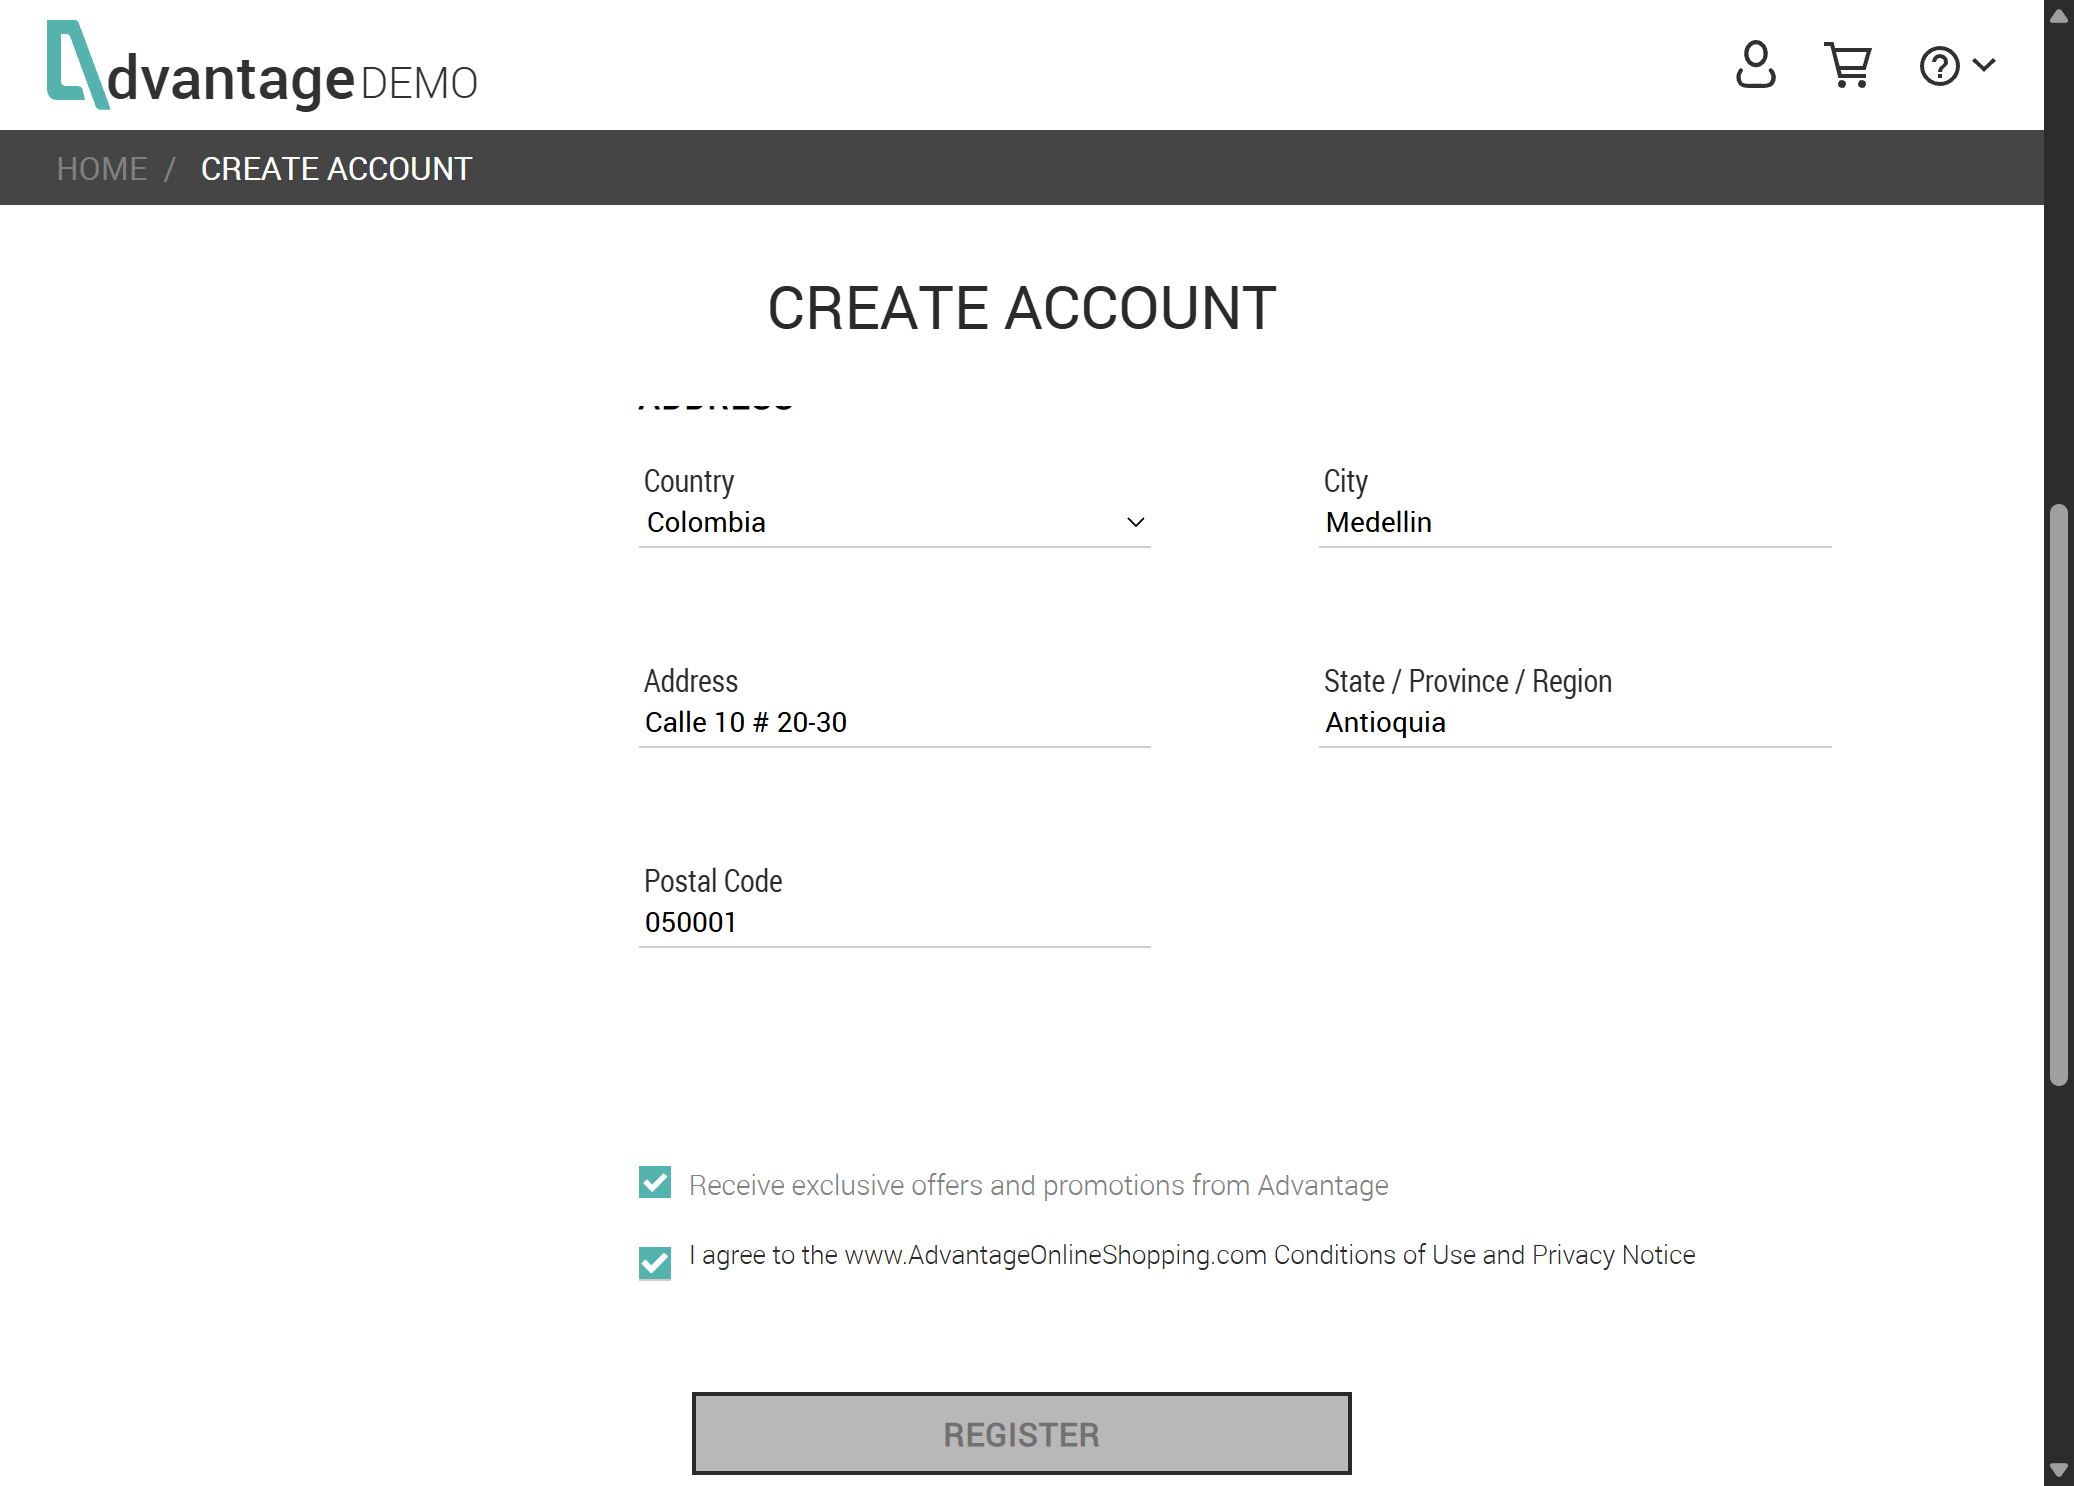 dvantage DEMO
HOME / CREATE ACCOUNT
CREATE ACCOUNT
ADDRESS
Country
City
Colombia
Medellin
Address
State / Province / Region
Calle 10 # 20-30
Antioquia
Postal Code
050001
Receive exclusive offers and promotions from Advantage
I agree to the www.AdvantageOnlineShopping.com Conditions of Use and Privacy Notice
REGISTER